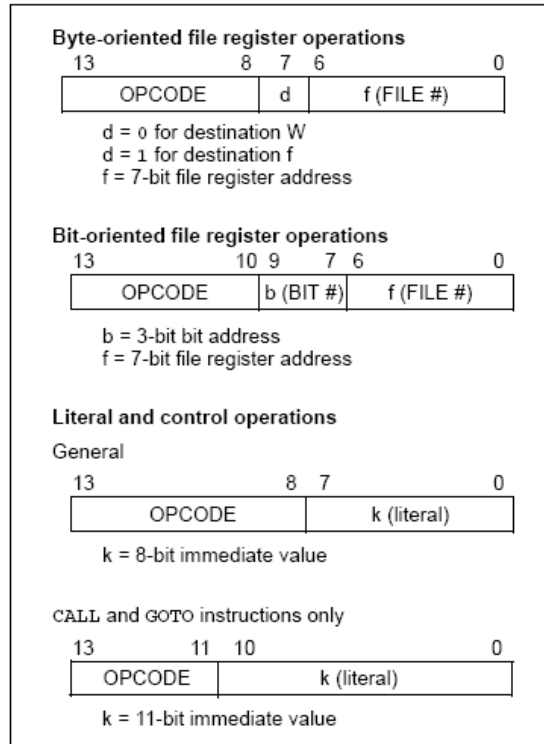 Byte-oriented file register operations
13 8 7 6 0
OPCODE d f (FILE #)
d = 0 for destination W
d = 1 for destination f
f = 7-bit file register address
Bit-oriented file register operations
13 10 9 7 6 0
OPCODE b (BIT #) f (FILE #)
b = 3-bit bit address
f = 7-bit file register address
Literal and control operations
General
13 8 7 0
OPCODE k (literal)
k = 8-bit immediate value
CALL and GOTO instructions only
13 11 10 0
OPCODE k (literal)
k = 11-bit immediate value